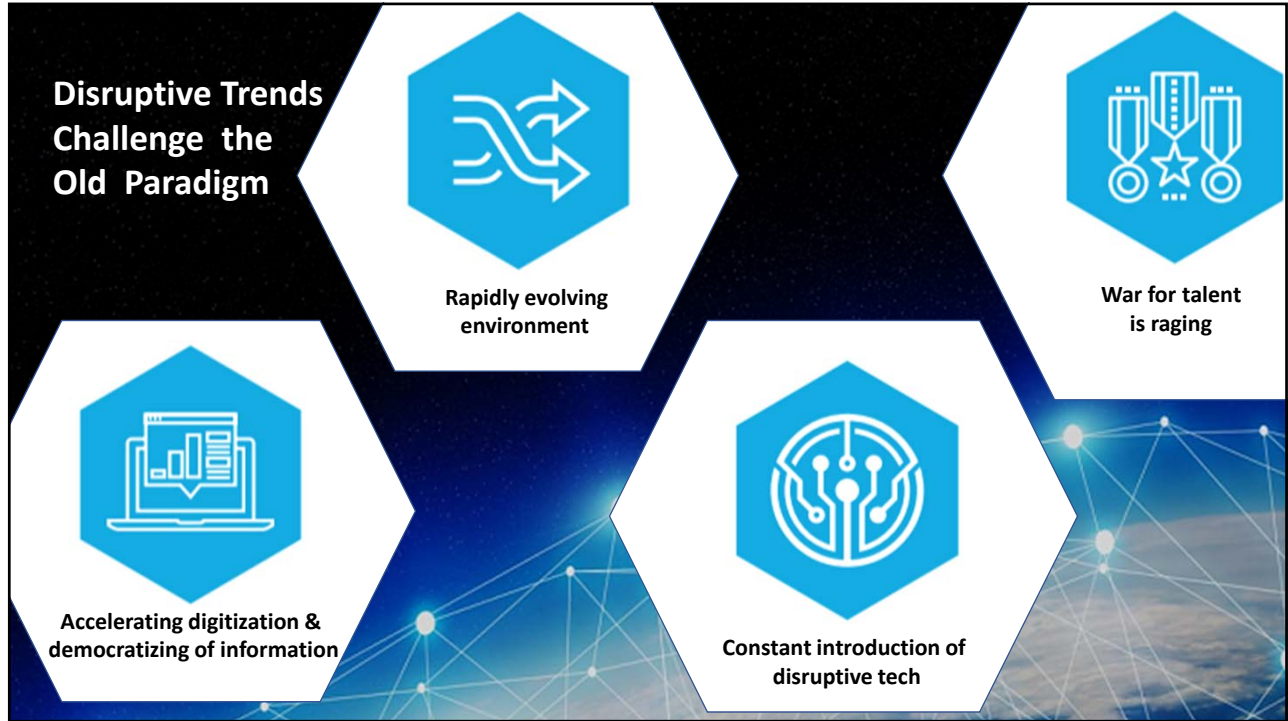 Disruptive Trends
Challenge the
Old Paradigm
Rapidly evolving
environment
War for talent
is raging
Accelerating digitization &
democratizing of information
Constant introduction of
disruptive tech